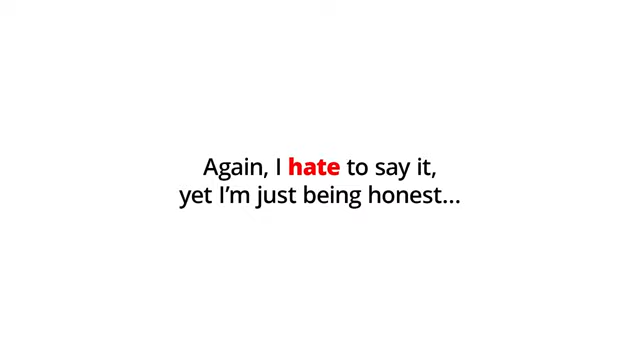 Again, I hate to say it,
yet I’m just being honest...